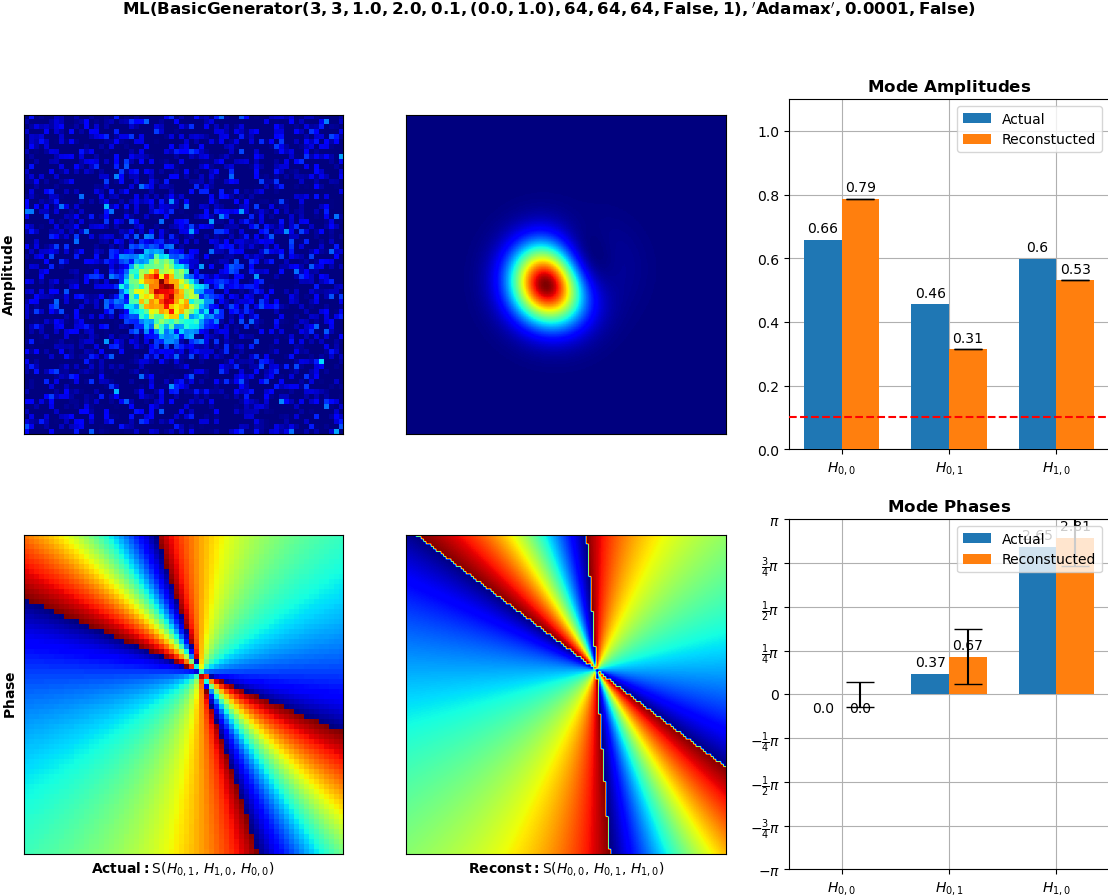 ML(BasicGenerator(3, 3, 1.0, 2.0, 0.1, (0.0, 1.0), 64, 64, 64, False, 1), ′Adamax′, 0.0001, False)
Amplitude
Mode Amplitudes
Actual
Reconstucted
1.0
0.8
0.6
0.4
0.2
0.0
0.66
0.79
0.46
0.31
0.6
0.53
H0,0
H0,1
H1,0
Phase
Actual: S(H0,1, H1,0, H0,0)
Reconst: S(H0,0, H0,1, H1,0)
Mode Phases
Actual
Reconstucted
π
3/4π
1/2π
1/4π
0
−1/4π
−1/2π
−3/4π
−π
0.0
0.0
0.37
0.67
2.65
2.81
H0,0
H0,1
H1,0